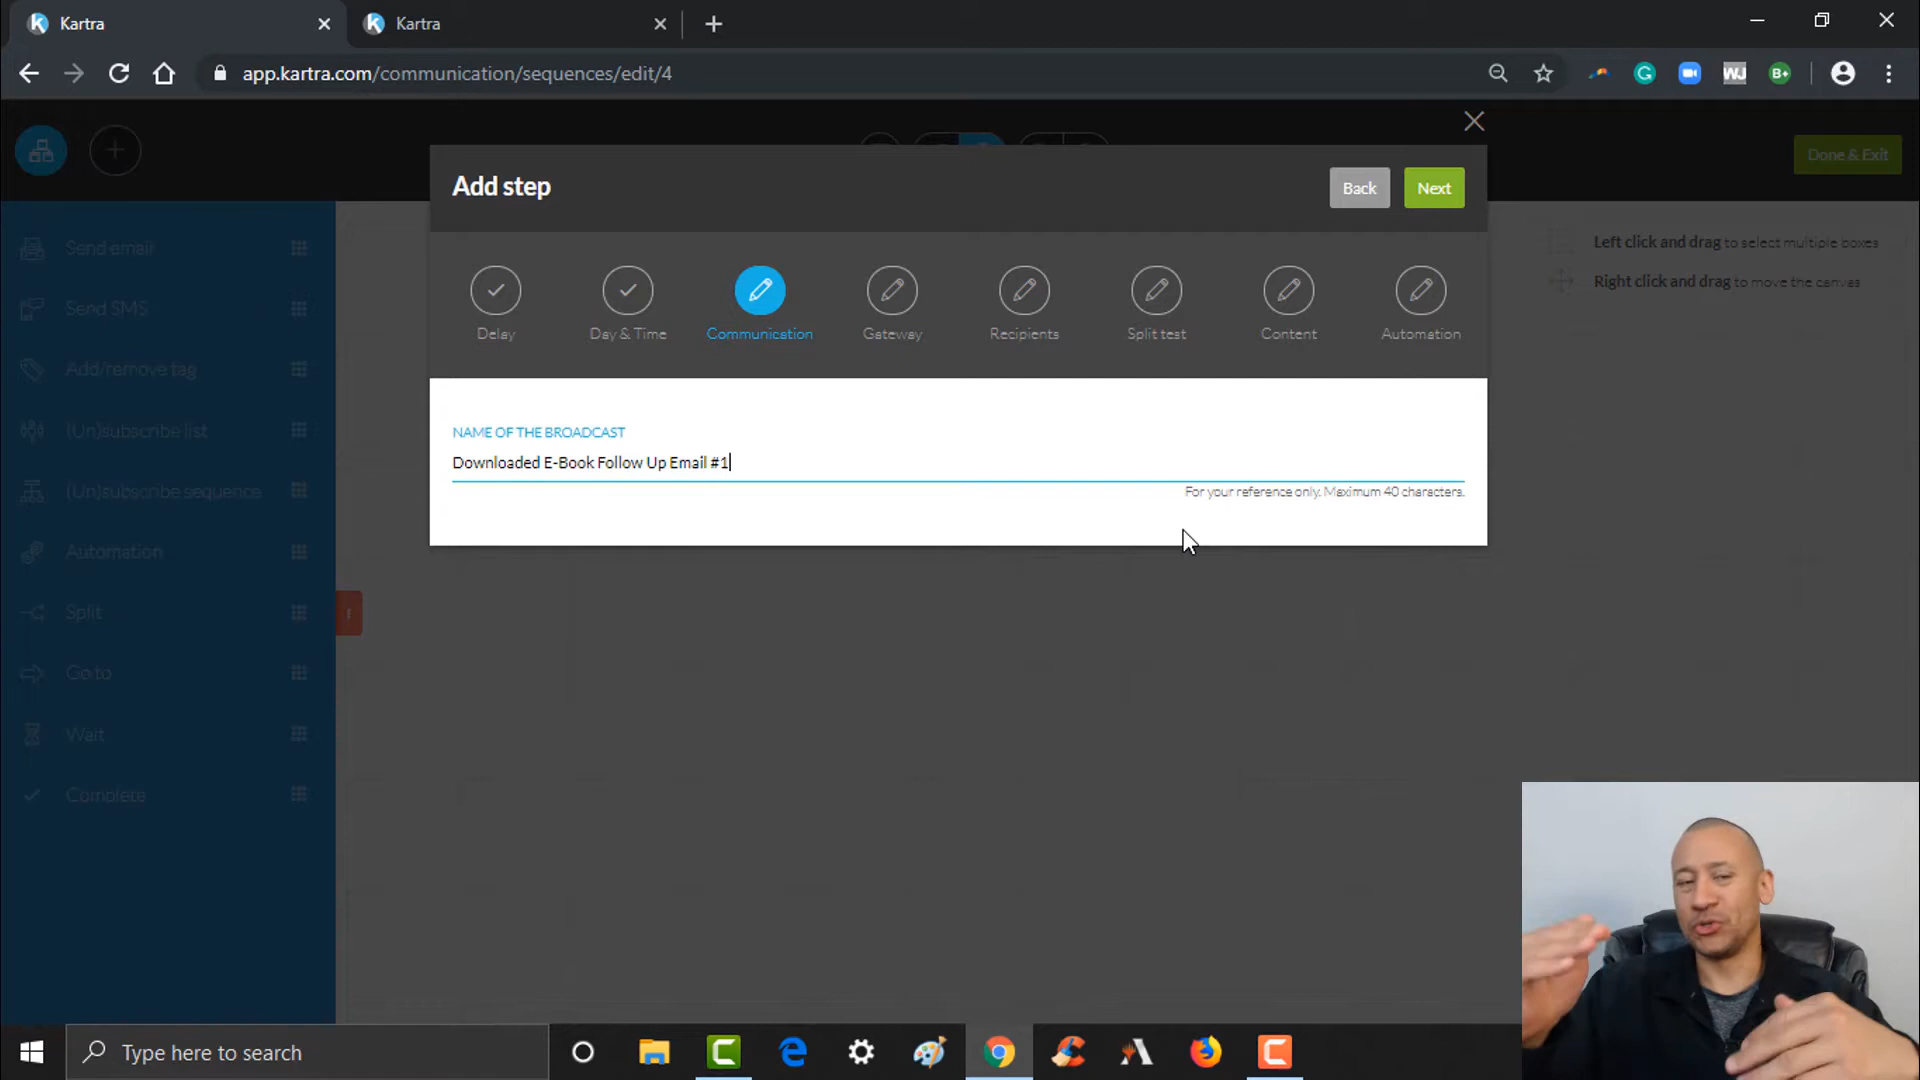 Kartra
Kartra
app.kartra.com/communication/sequences/edit/4
WJ
B+
Done & Exit
Add step
Back
Next
Delay
Day & Time
Communication
Gateway
Recipients
Split test
Content
Automation
NAME OF THE BROADCAST
Downloaded E-Book Follow Up Email #1
For your reference only. Maximum 40 characters.
Send email
Send SMS
Add/remove tag
(Un)subscribe list
(Un)subscribe sequence
Automation
Split
Go to
Wait
Complete
Left click and drag to select multiple boxes
Right click and drag to move the canvas
Type here to search